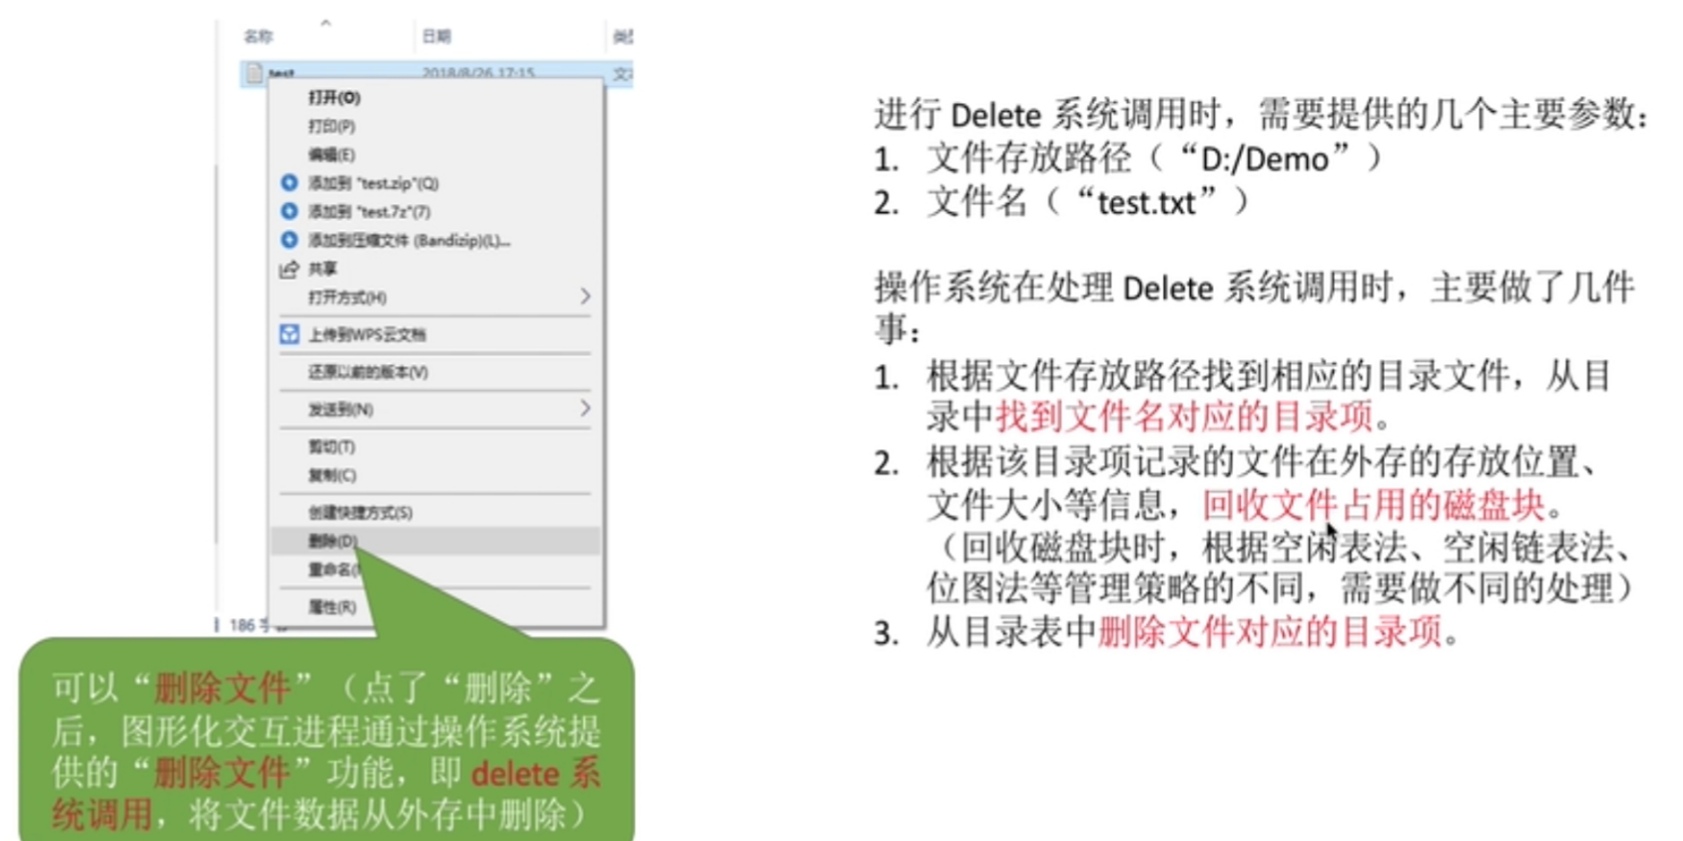 名称 日期
2018/8/26 17:15
打开(O)
打印(P)
编辑(E)
添加到 "test.zip"(Q)
添加到 "test.7z"(7)
添加到压缩文件 (Bandizip)(L)...
共享
打开方式(H)
上传到WPS云文档
还原以前的版本(V)
发送到(N)
剪切(T)
复制(C)
创建快捷方式(S)
删除(D)
重命名(
属性(R)
186 字
可以“删除文件”（点了“删除”之
后，图形化交互进程通过操作系统提
供的“删除文件”功能，即 delete 系
统调用，将文件数据从外存中删除）
进行 Delete 系统调用时，需要提供的几个主要参数：
1. 文件存放路径（“D:/Demo”）
2. 文件名（“test.txt”）
操作系统在处理 Delete 系统调用时，主要做了几件
事：
1. 根据文件存放路径找到相应的目录文件，从目
录中找到文件名对应的目录项。
2. 根据该目录项记录的文件在外存的存放位置、
文件大小等信息，回收文件占用的磁盘块。
（回收磁盘块时，根据空闲表法、空闲链表法、
位图法等管理策略的不同，需要做不同的处理）
3. 从目录表中删除文件对应的目录项。